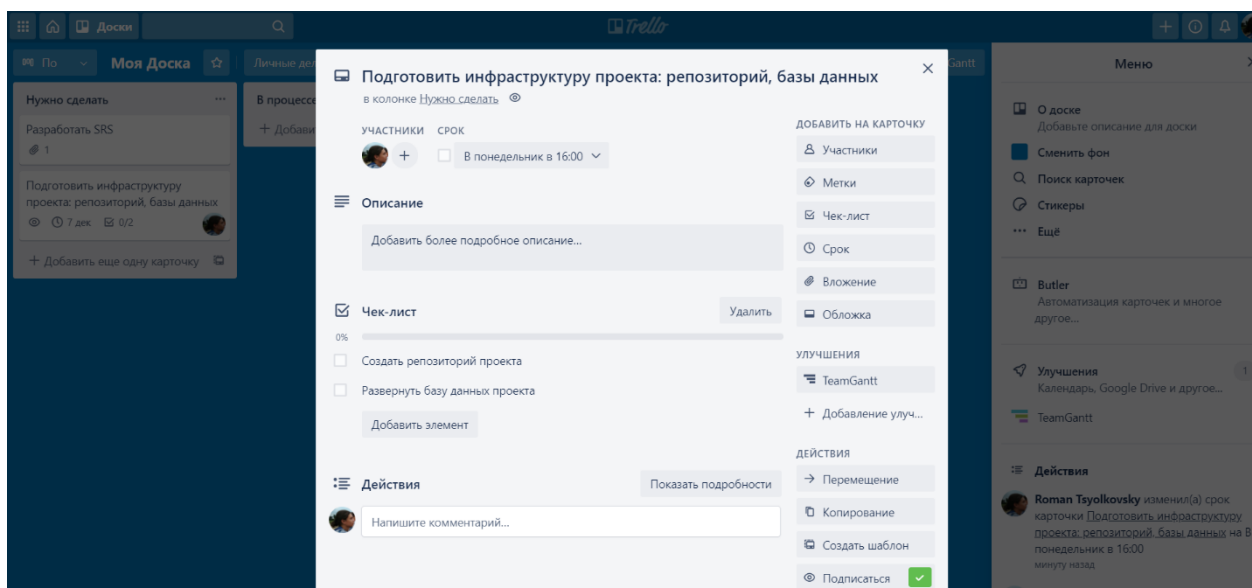 Доски
Trello
По
Моя Доска
Личные дел
Gantt
Нужно сделать
Разработать SRS
1
Подготовить инфраструктуру
проекта: репозиторий, базы данных
7 дек 0/2
+ Добавить еще одну карточку
В процессе
+ Добави
Подготовить инфраструктуру проекта: репозиторий, базы данных
в колонке Нужно сделать
УЧАСТНИКИ СРОК
В понедельник в 16:00
Описание
Добавить более подробное описание...
Чек-лист
Удалить
0%
Создать репозиторий проекта
Развернуть базу данных проекта
Добавить элемент
Действия
Показать подробности
Напишите комментарий...
ДОБАВИТЬ НА КАРТОЧКУ
Участники
Метки
Чек-лист
Срок
Вложение
Обложка
УЛУЧШЕНИЯ
TeamGantt
+ Добавление улуч...
ДЕЙСТВИЯ
Перемещение
Копирование
Создать шаблон
Подписаться
Меню
О доске
Добавьте описание для доски
Сменить фон
Поиск карточек
Стикеры
Ещё
Butler
Автоматизация карточек и многое
другое...
Улучшения
1
Календарь, Google Drive и другое...
TeamGantt
Действия
Roman Tsyolkovsky изменил(а) срок
карточки Подготовить инфраструктуру
проекта: репозиторий, базы данных на В
понедельник в 16:00
минуту назад